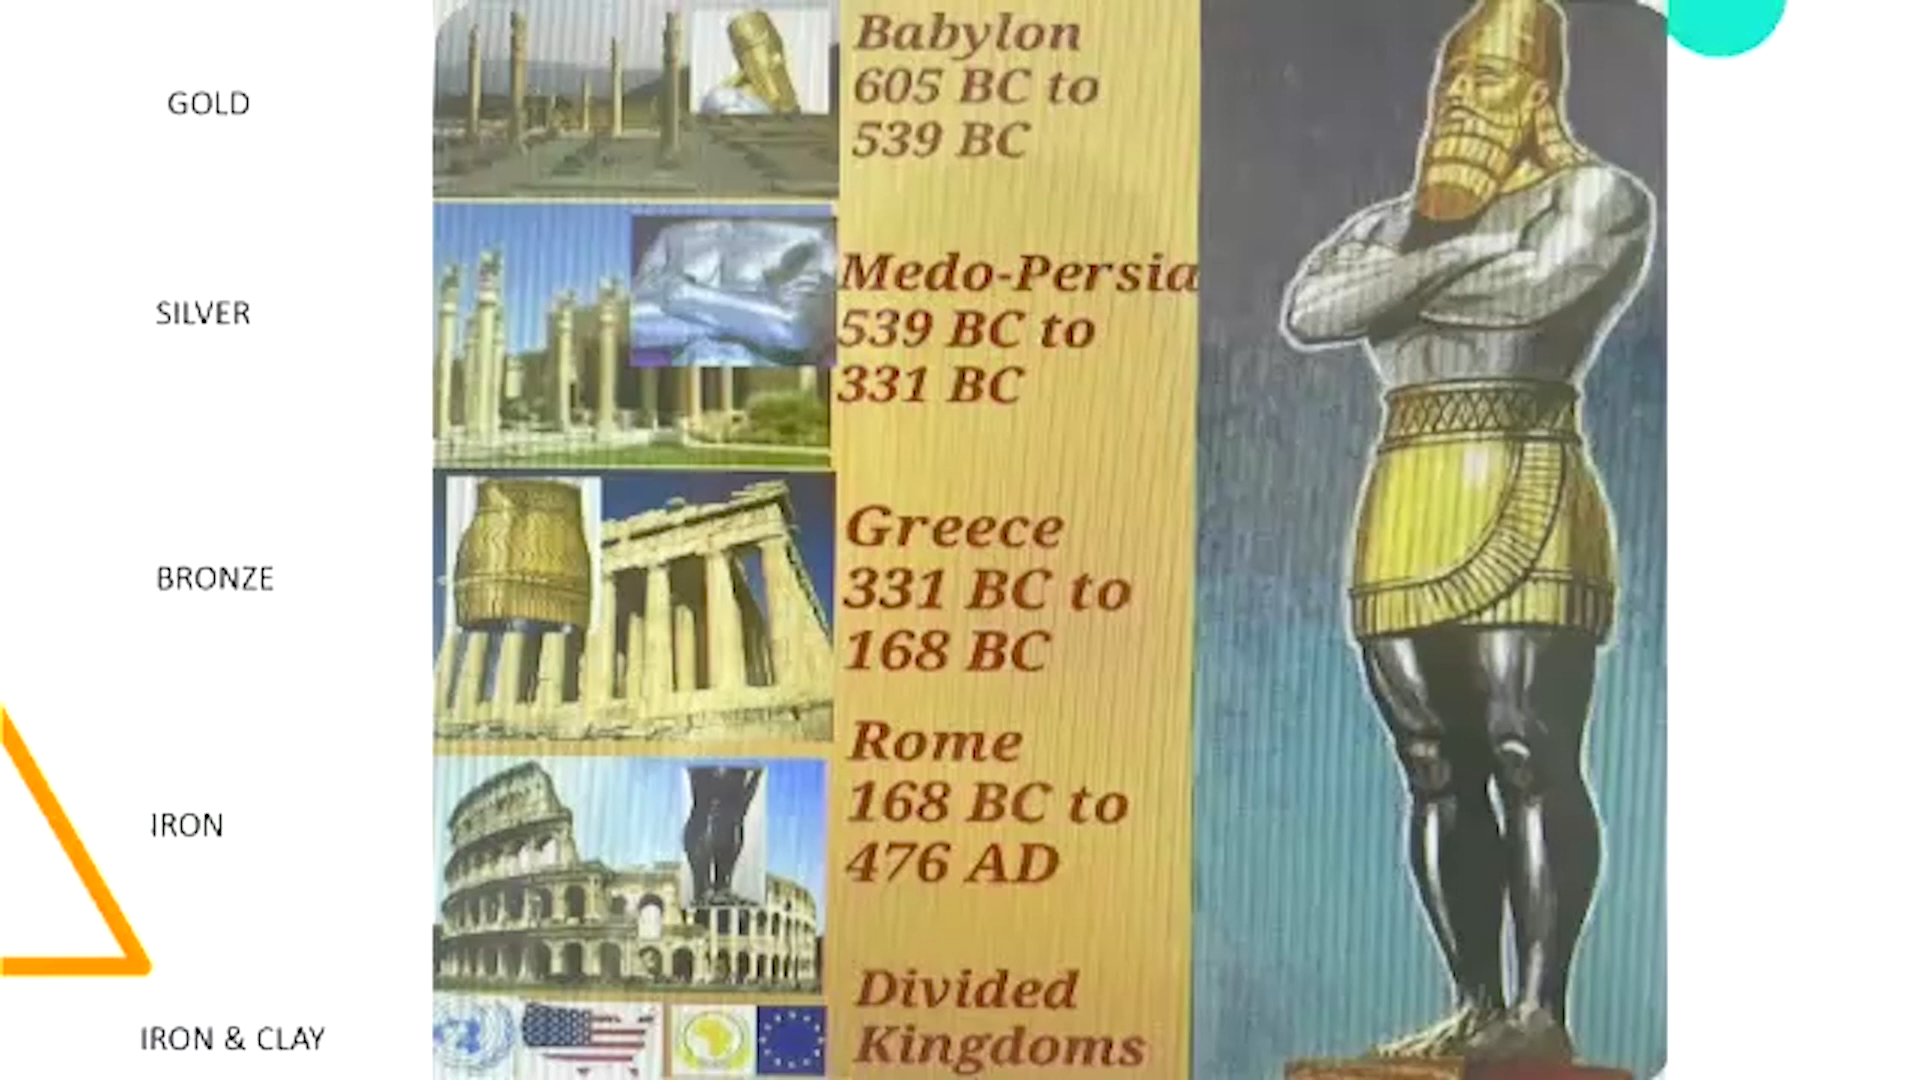 GOLD
Babylon
605 BC to
539 BC
SILVER
Medo-Persia
539 BC to
331 BC
BRONZE
Greece
331 BC to
168 BC
IRON
Rome
168 BC to
476 AD
IRON & CLAY
Divided
Kingdoms